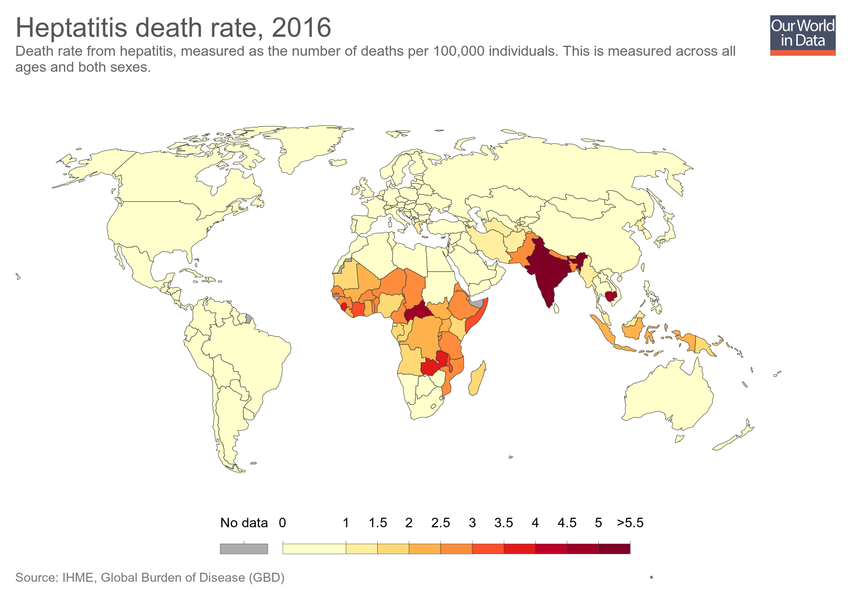 Heptatitis death rate, 2016
Our World
in Data
Death rate from hepatitis, measured as the number of deaths per 100,000 individuals. This is measured across all
ages and both sexes.
No data 0 1 1.5 2 2.5 3 3.5 4 4.5 5 >5.5
Source: IHME, Global Burden of Disease (GBD)